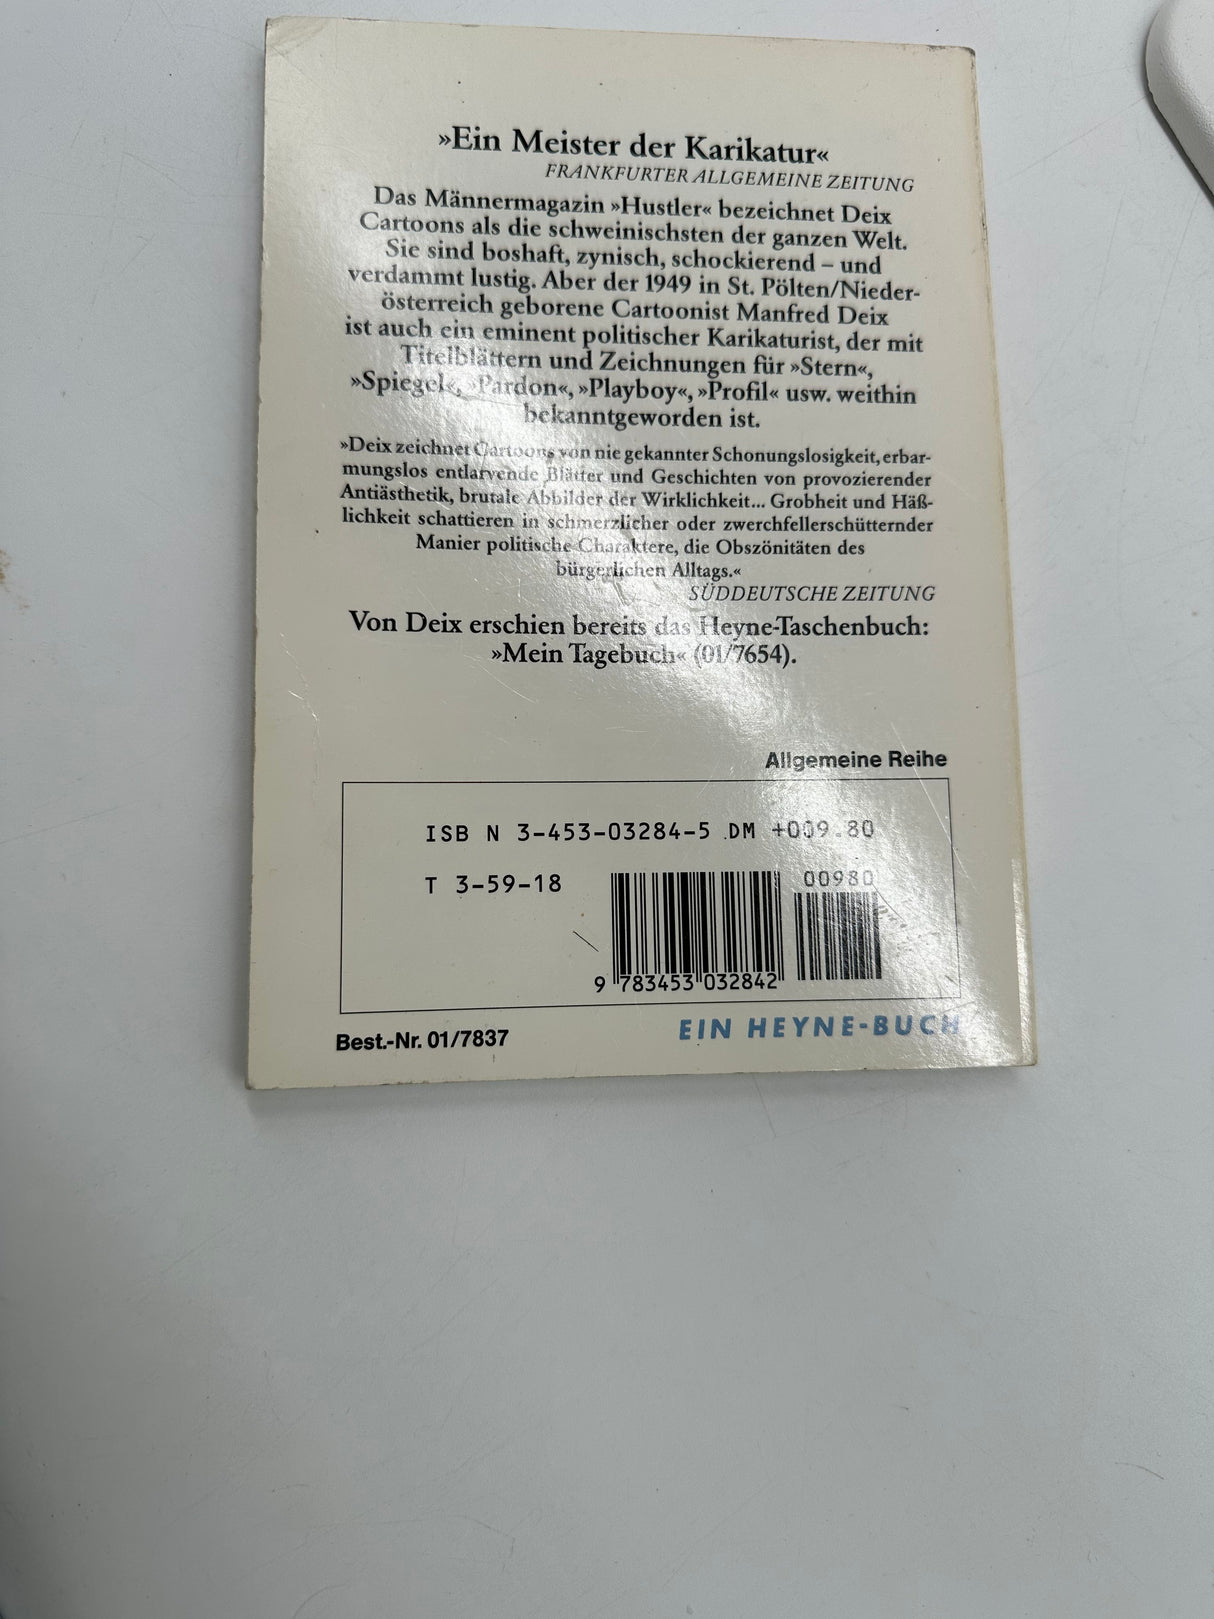 »Ein Meister der Karikatur«
FRANKFURTER ALLGEMEINE ZEITUNG
Das Männermagazin »Hustler« bezeichnet Deix
Cartoons als die schweinischsten der ganzen Welt.
Sie sind boshaft, zynisch, schockierend – und
verdammt lustig. Aber der 1949 in St. Pölten/Nieder-
österreich geborene Cartoonist Manfred Deix
ist auch ein eminent politischer Karikaturist, der mit
Titelblättern und Zeichnungen für »Stern«,
»Spiegel«, »Pardon«, »Playboy«, »Profil« usw. weithin
bekanntgeworden ist.
»Deix zeichnet Cartoons von nie gekannter Schonungslosigkeit, erbar-
mungslos entlarvende Blätter und Geschichten von provozierender
Antiästhetik, brutale Abbilder der Wirklichkeit... Grobheit und Häß-
lichkeit schattieren in schmerzlicher oder zwerchfellerschütternder
Manier politische Charaktere, die Obszönitäten des
bürgerlichen Alltags.«
SÜDDEUTSCHE ZEITUNG
Von Deix erschien bereits das Heyne-Taschenbuch:
»Mein Tagebuch« (01/7654).
Allgemeine Reihe
ISB N 3-453-03284-5 DM +009.80
T 3-59-18
00980
9 783453 032842
Best.-Nr. 01/7837
EIN HEYNE-BUCH